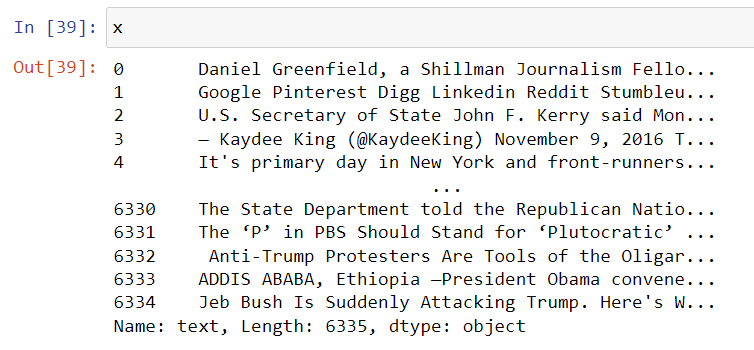 In [39]: x
Out[39]: 0 Daniel Greenfield, a Shillman Journalism Fello...
1 Google Pinterest Digg Linkedin Reddit Stumbleu...
2 U.S. Secretary of State John F. Kerry said Mon...
3 — Kaydee King (@KaydeeKing) November 9, 2016 T...
4 It's primary day in New York and front-runners...
...
6330 The State Department told the Republican Natio...
6331 The ‘P’ in PBS Should Stand for ‘Plutocratic’ ...
6332 Anti-Trump Protesters Are Tools of the Oligar...
6333 ADDIS ABABA, Ethiopia —President Obama convene...
6334 Jeb Bush Is Suddenly Attacking Trump. Here's W...
Name: text, Length: 6335, dtype: object